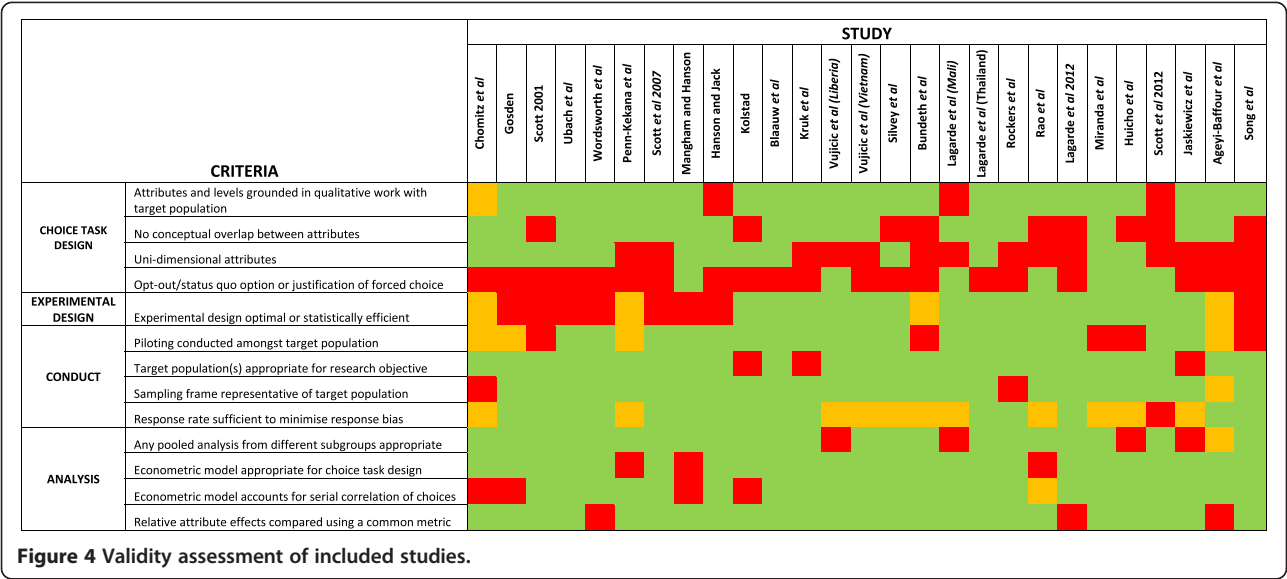 STUDY
CRITERIA
Chomitz et al
Gosden
Scott 2001
Ubach et al
Wordsworth et al
Penn-Kekana et al
Scott et al 2007
Mangham and Hanson
Hanson and Jack
Kolstad
Blaauw et al
Kruk et al
Vujicic et al (Liberia)
Vujicic et al (Vietnam)
Silvey et al
Bundeth et al
Lagarde et al (Mali)
Lagarde et al (Thailand)
Rockers et al
Rao et al
Lagarde et al 2012
Miranda et al
Huicho et al
Scott et al 2012
Jaskiewicz et al
Ageyi-Baffour et al
Song et al
CHOICE TASK
DESIGN
Attributes and levels grounded in qualitative work with
target population
No conceptual overlap between attributes
Uni-dimensional attributes
Opt-out/status quo option or justification of forced choice
EXPERIMENTAL
DESIGN
Experimental design optimal or statistically efficient
CONDUCT
Piloting conducted amongst target population
Target population(s) appropriate for research objective
Sampling frame representative of target population
Response rate sufficient to minimise response bias
ANALYSIS
Any pooled analysis from different subgroups appropriate
Econometric model appropriate for choice task design
Econometric model accounts for serial correlation of choices
Relative attribute effects compared using a common metric
Figure 4 Validity assessment of included studies.